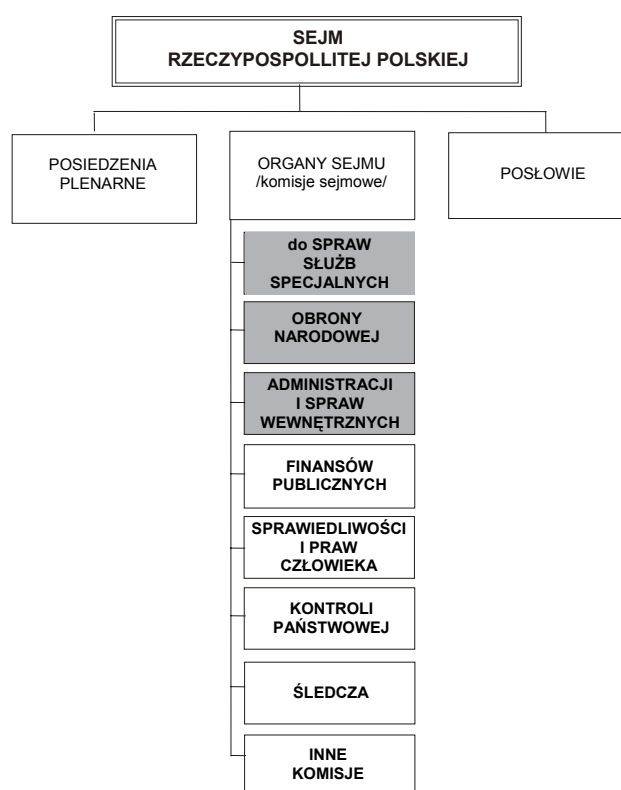 SEJM
RZECZYPOSPOLLITEJ POLSKIEJ
POSIEDZENIA
PLENARNE
ORGANY SEJMU
/komisje sejmowe/
POSŁOWIE
do SPRAW
SŁUŻB
SPECJALNYCH
OBRONY
NARODOWEJ
ADMINISTRACJI
I SPRAW
WEWNĘTRZNYCH
FINANSÓW
PUBLICZNYCH
SPRAWIEDLIWOŚCI
I PRAW
CZŁOWIEKA
KONTROLI
PAŃSTWOWEJ
ŚLEDCZA
INNE
KOMISJE